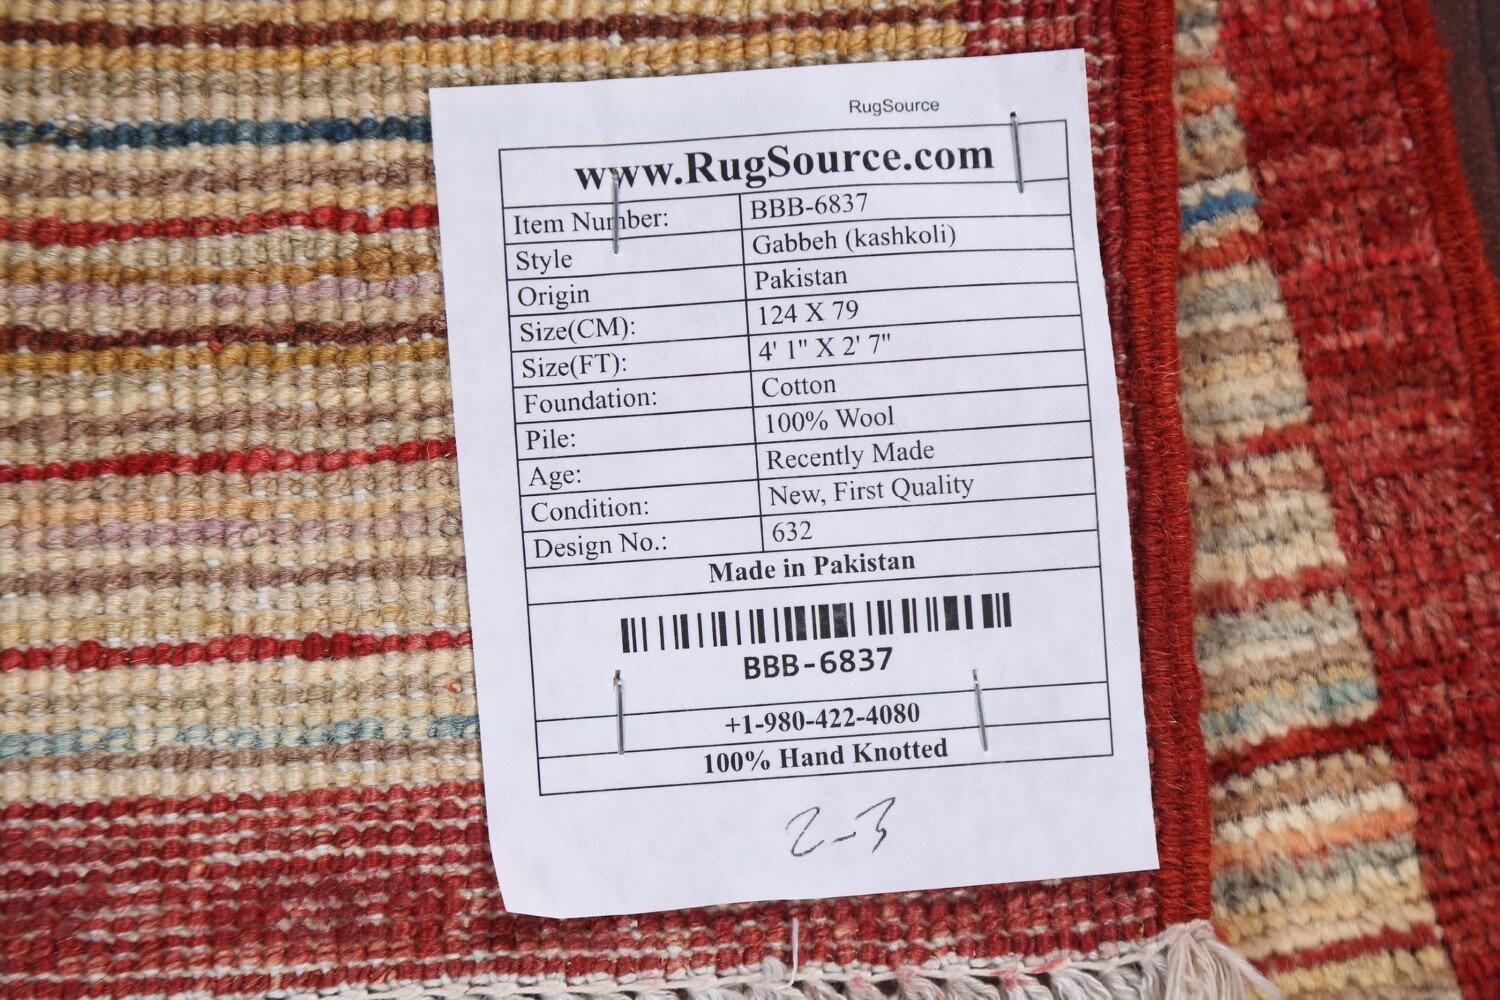 RugSource
www.RugSource.com
Item Number: BBB-6837
Style Gabbeh (kashkoli)
Origin Pakistan
Size(CM): 124 X 79
Size(FT): 4' 1" X 2' 7"
Foundation: Cotton
Pile: 100% Wool
Age: Recently Made
Condition: New, First Quality
Design No.: 632
Made in Pakistan
BBB-6837
+1-980-422-4080
100% Hand Knotted
2-3